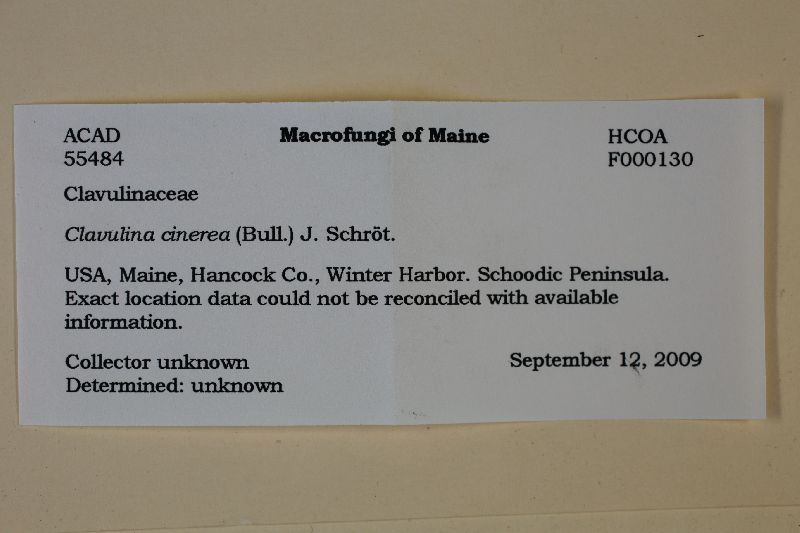 ACAD Macrofungi of Maine HCOA
55484 F000130
Clavulinaceae
Clavulina cinerea (Bull.) J. Schröt.
USA, Maine, Hancock Co., Winter Harbor. Schoodic Peninsula.
Exact location data could not be reconciled with available
information.
Collector unknown September 12, 2009
Determined: unknown